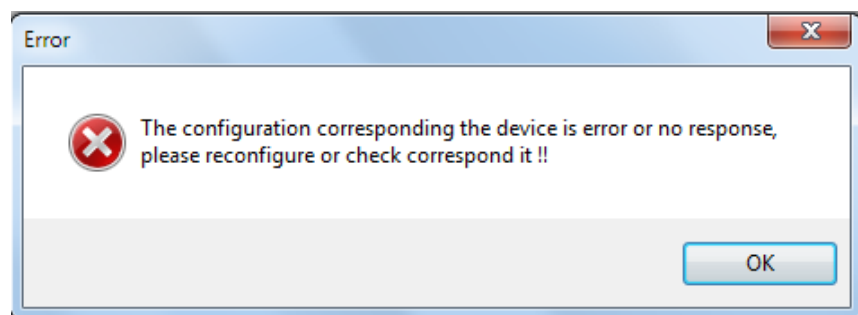 Error
The configuration corresponding the device is error or no response,
please reconfigure or check correspond it !!
OK